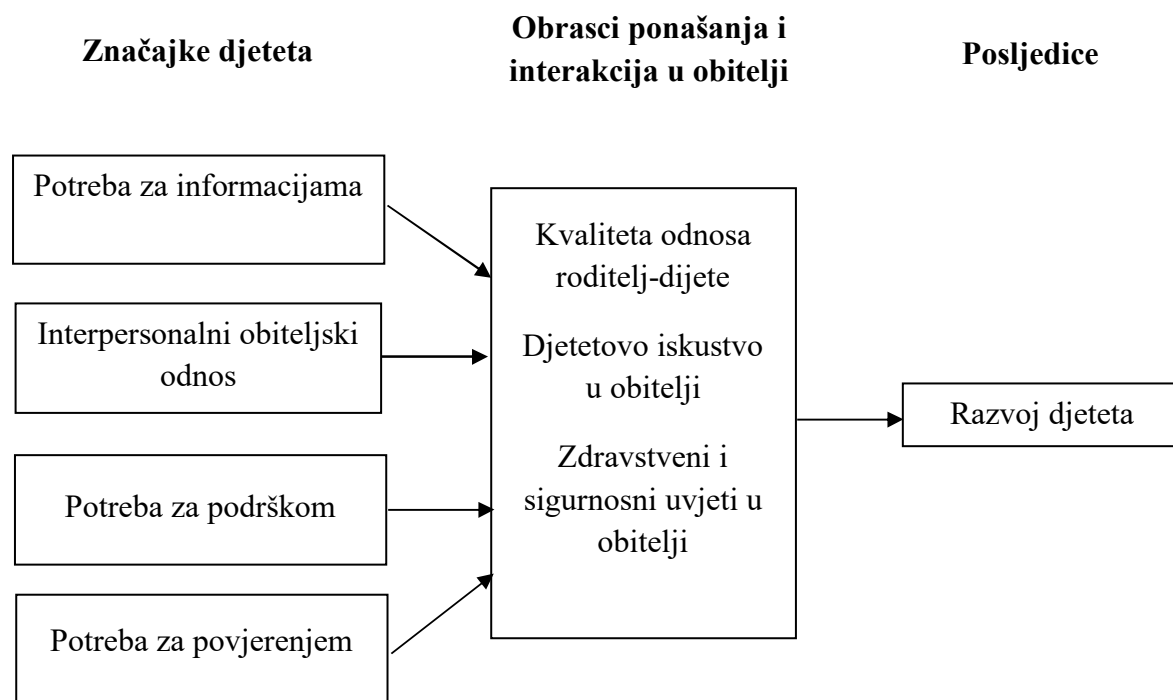 Značajke djeteta
Obrasci ponašanja i
interakcija u obitelji
Posljedice
Potreba za informacijama
Interpersonalni obiteljski
odnos
Potreba za podrškom
Potreba za povjerenjem
Kvaliteta odnosa
roditelj-dijete
Djetetovo iskustvo
u obitelji
Zdravstveni i
sigurnosni uvjeti u
obitelji
Razvoj djeteta